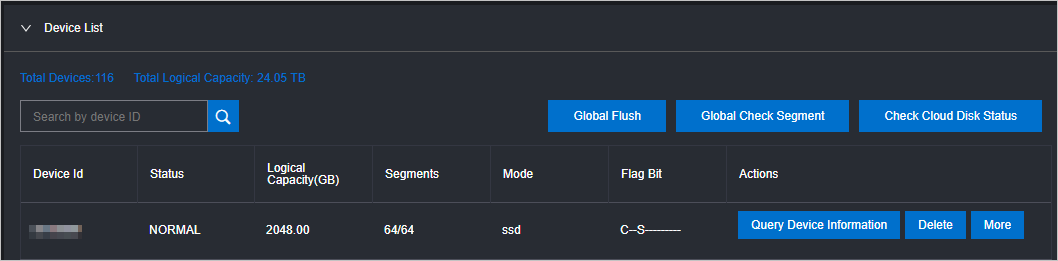 Device List
Total Devices:116 Total Logical Capacity: 24.05 TB
Search by device ID Global Flush Global Check Segment Check Cloud Disk Status
Device Id Status Logical Capacity(GB) Segments Mode Flag Bit Actions
NORMAL 2048.00 64/64 ssd C--S--------- Query Device Information Delete More